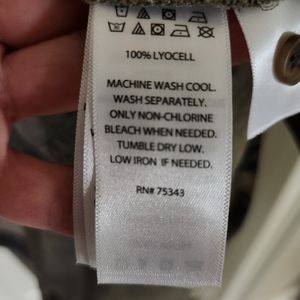 100% LYOCELL
MACHINE WASH COOL.
WASH SEPARATELY.
ONLY NON-CHLORINE
BLEACH WHEN NEEDED.
TUMBLE DRY LOW.
LOW IRON IF NEEDED.
RN# 75343